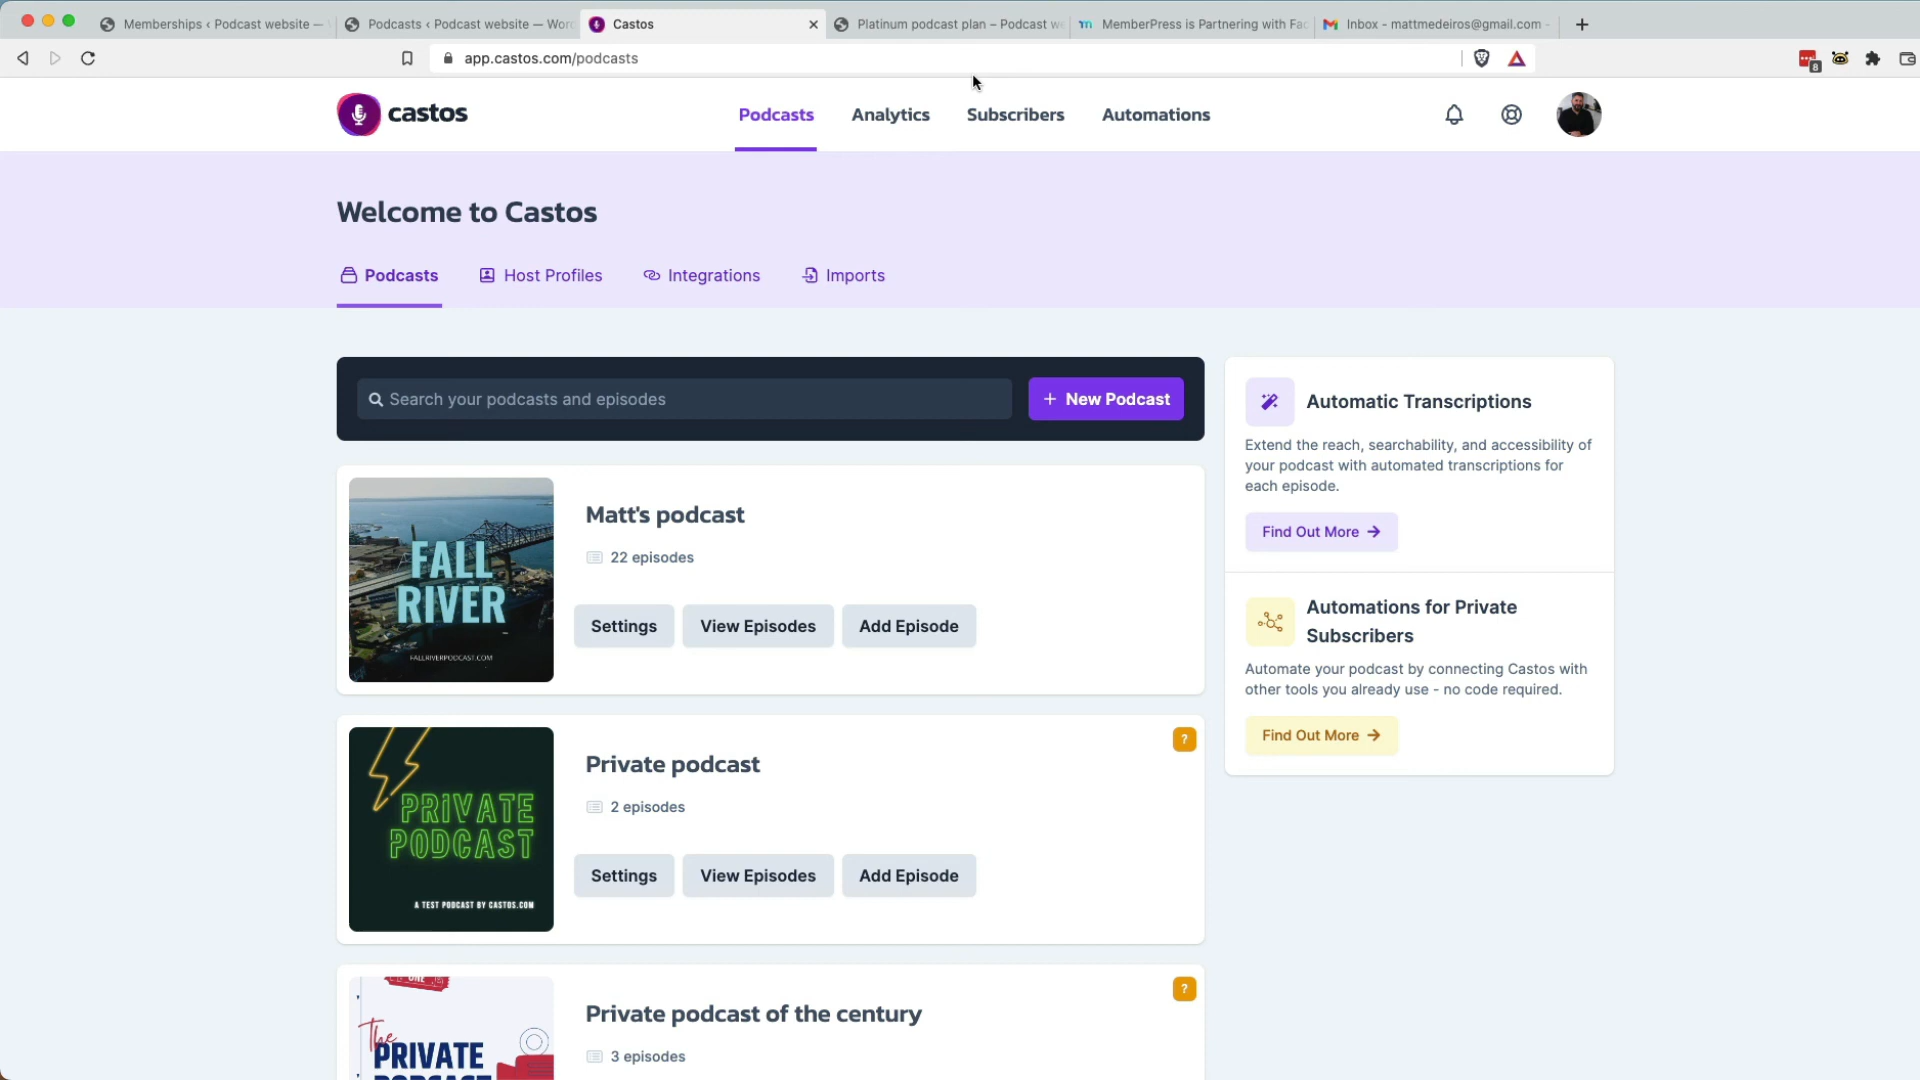 Memberships ‹ Podcast website —
Podcasts ‹ Podcast website — Wor
Castos
Platinum podcast plan – Podcast w
MemberPress is Partnering with Fac
Inbox - mattmedeiros@gmail.com -
app.castos.com/podcasts
8
castos
Podcasts
Analytics
Subscribers
Automations
Welcome to Castos
Podcasts
Host Profiles
Integrations
Imports
Search your podcasts and episodes
+ New Podcast
FALL
RIVER
FALLRIVERPODCAST.COM
Matt's podcast
22 episodes
Settings
View Episodes
Add Episode
PRIVATE
PODCAST
A TEST PODCAST BY CASTOS.COM
Private podcast
?
2 episodes
Settings
View Episodes
Add Episode
The
PRIVATE
PODCAST
Private podcast of the century
?
3 episodes
Automatic Transcriptions
Extend the reach, searchability, and accessibility of
your podcast with automated transcriptions for
each episode.
Find Out More →
Automations for Private
Subscribers
Automate your podcast by connecting Castos with
other tools you already use - no code required.
Find Out More →